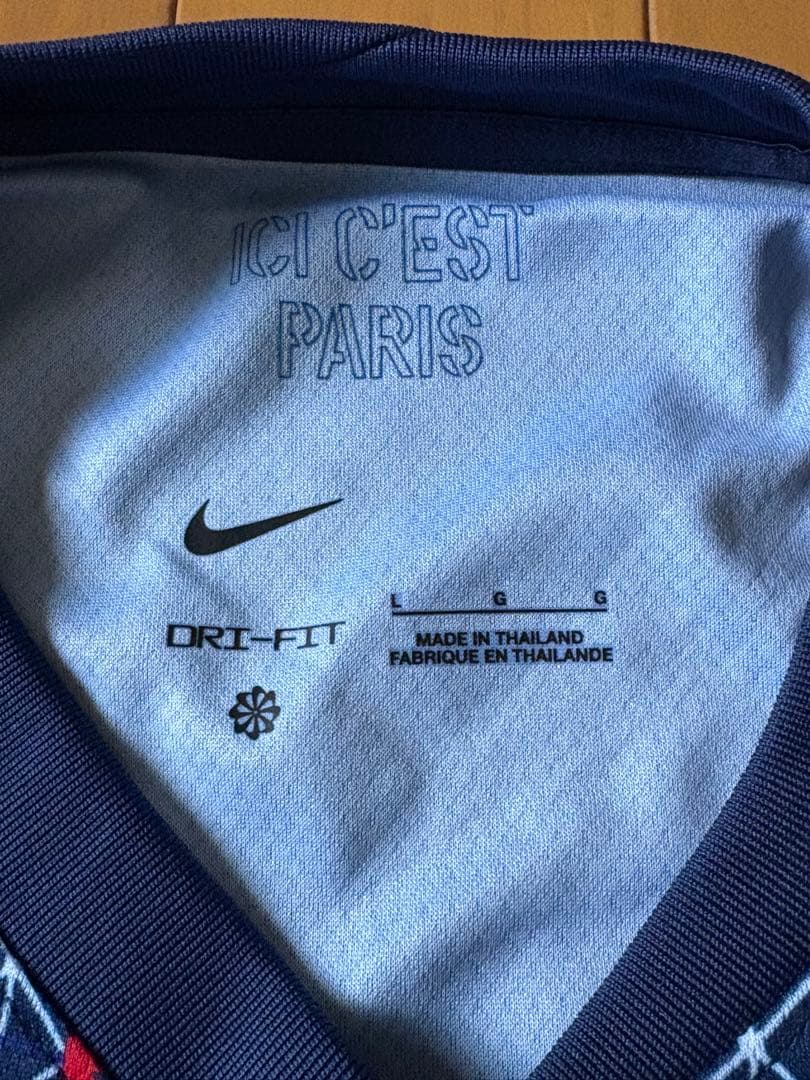 ICI C'EST
PARIS
DRI-FIT
L G G
MADE IN THAILAND
FABRIQUE EN THAILANDE